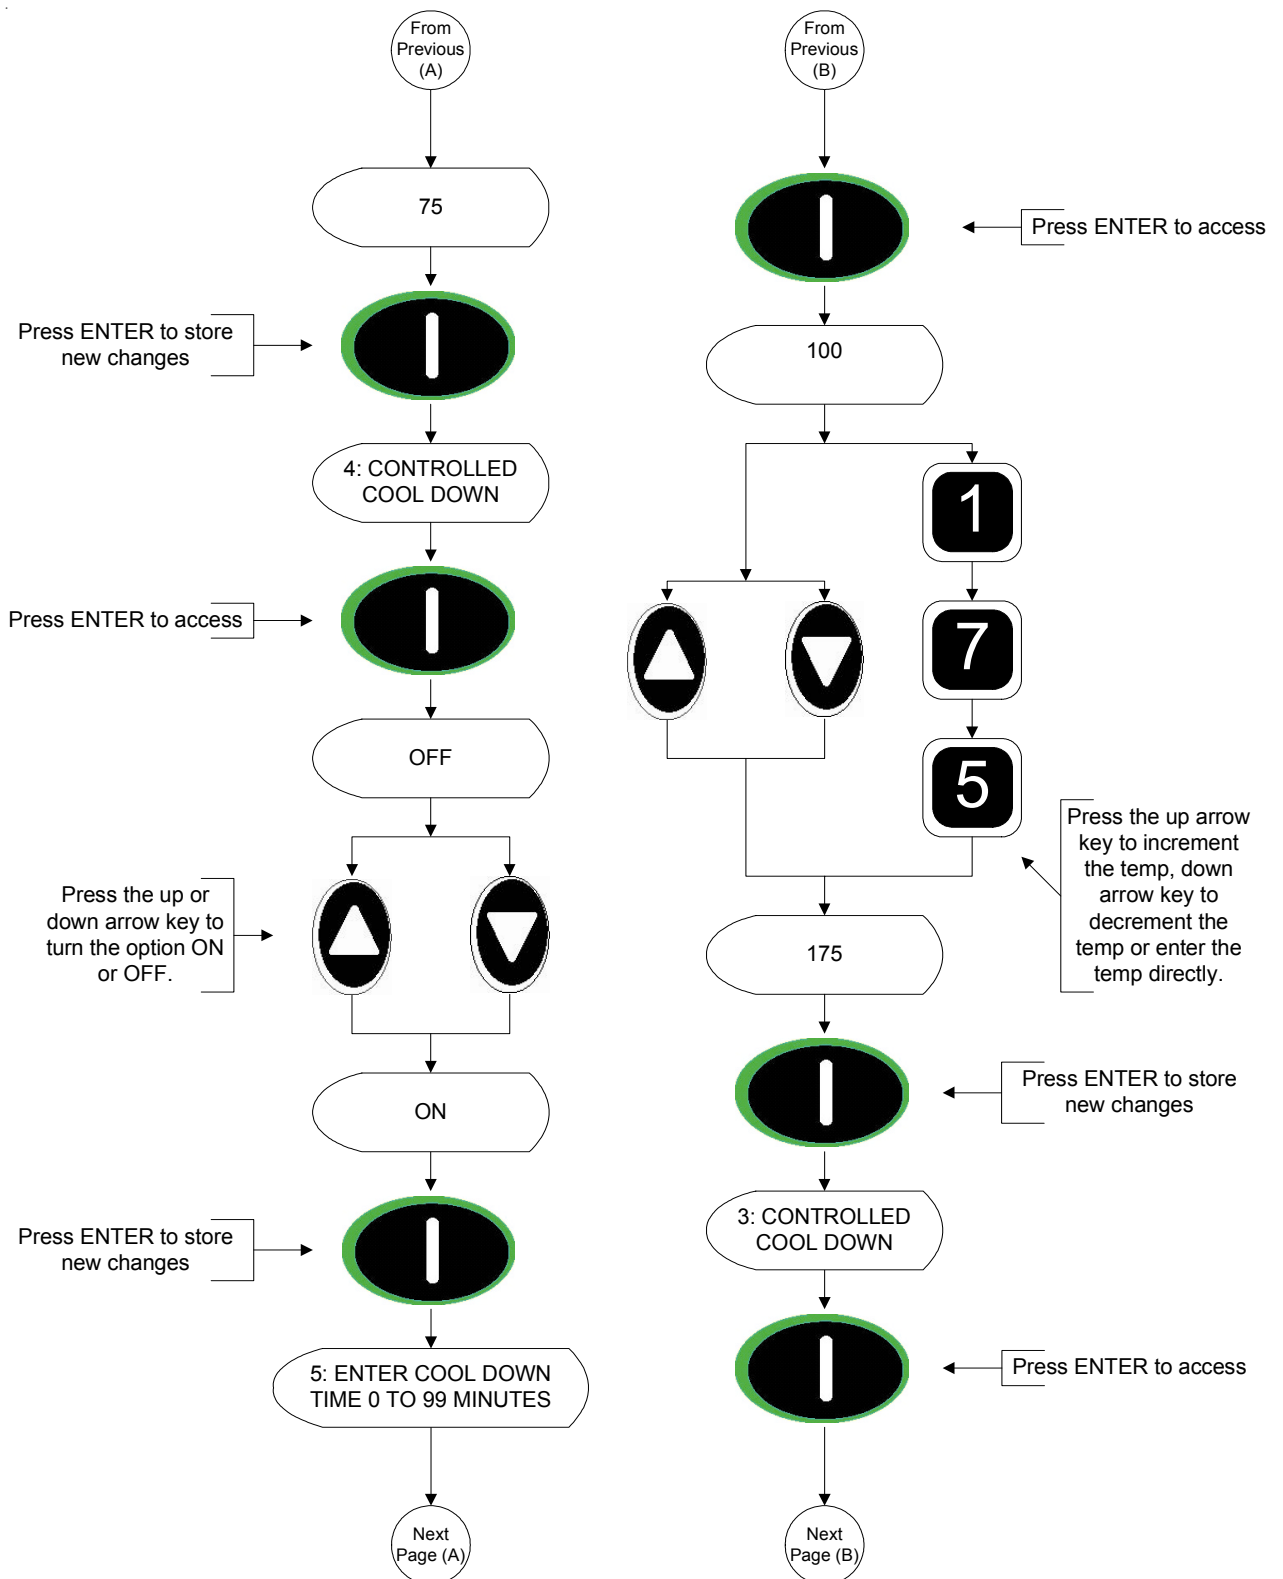 From
Previous
(A)
75
Press ENTER to store
new changes
4: CONTROLLED
COOL DOWN
Press ENTER to access
OFF
Press the up or
down arrow key to
turn the option ON
or OFF.
ON
Press ENTER to store
new changes
5: ENTER COOL DOWN
TIME 0 TO 99 MINUTES
Next
Page (A)
From
Previous
(B)
Press ENTER to access
100
1
7
5
Press the up arrow
key to increment
the temp, down
arrow key to
decrement the
temp or enter the
temp directly.
175
Press ENTER to store
new changes
3: CONTROLLED
COOL DOWN
Press ENTER to access
Next
Page (B)